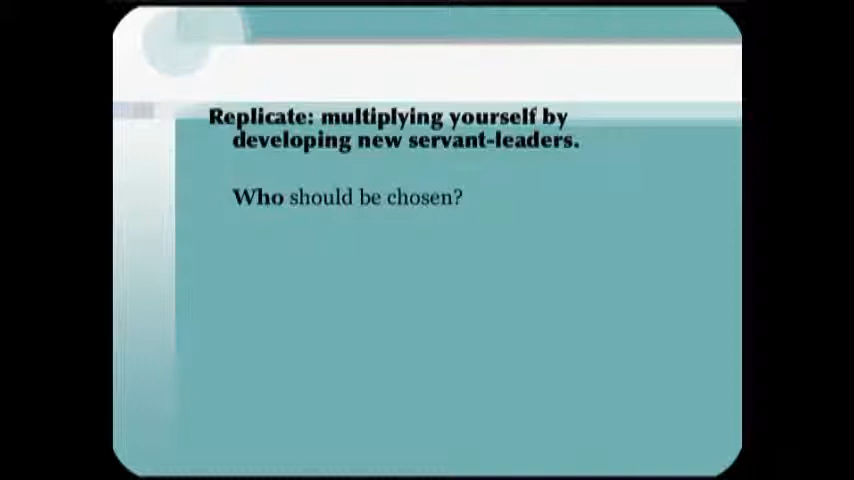 Replicate: multiplying yourself by
developing new servant-leaders.
Who should be chosen?